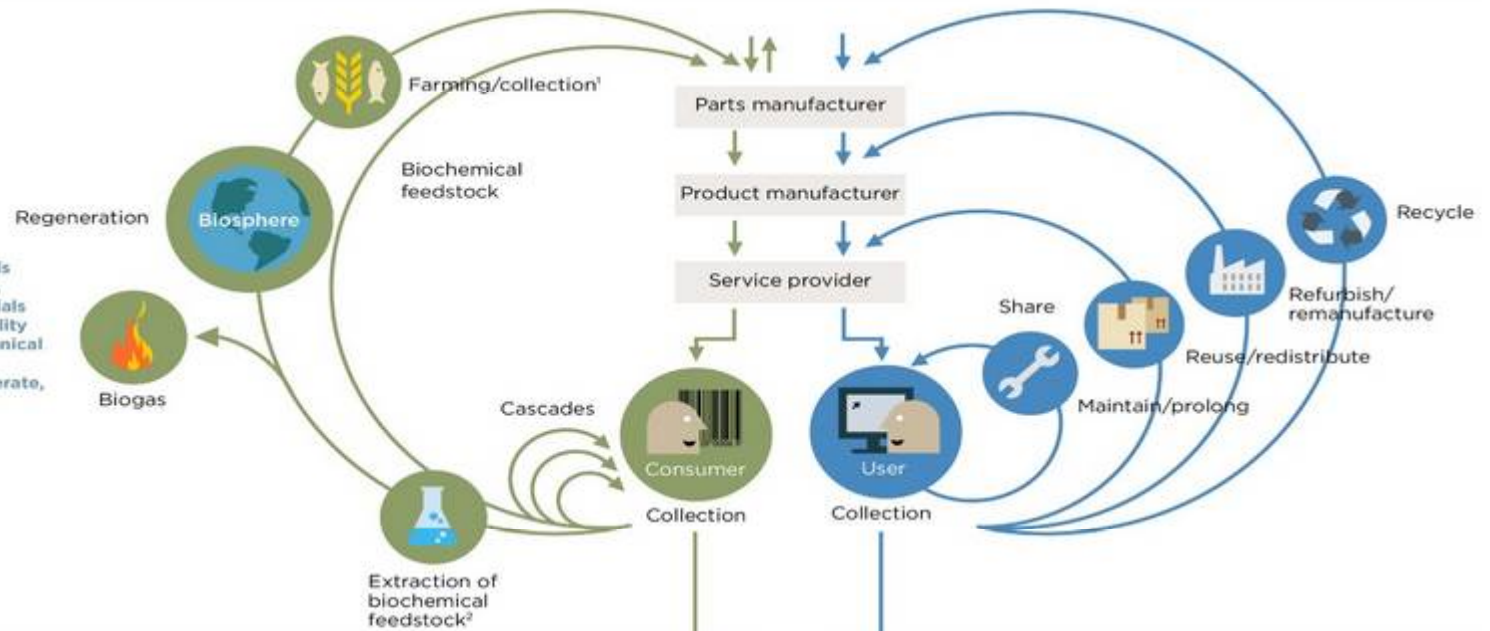 Farming/collection¹
Parts manufacturer
Biochemical
feedstock
Product manufacturer
Regeneration
Biosphere
Recycle
Service provider
Share
Refurbish/
remanufacture
Reuse/redistribute
Biogas
Maintain/prolong
Cascades
Consumer
User
Collection
Collection
Extraction of
biochemical
feedstock²